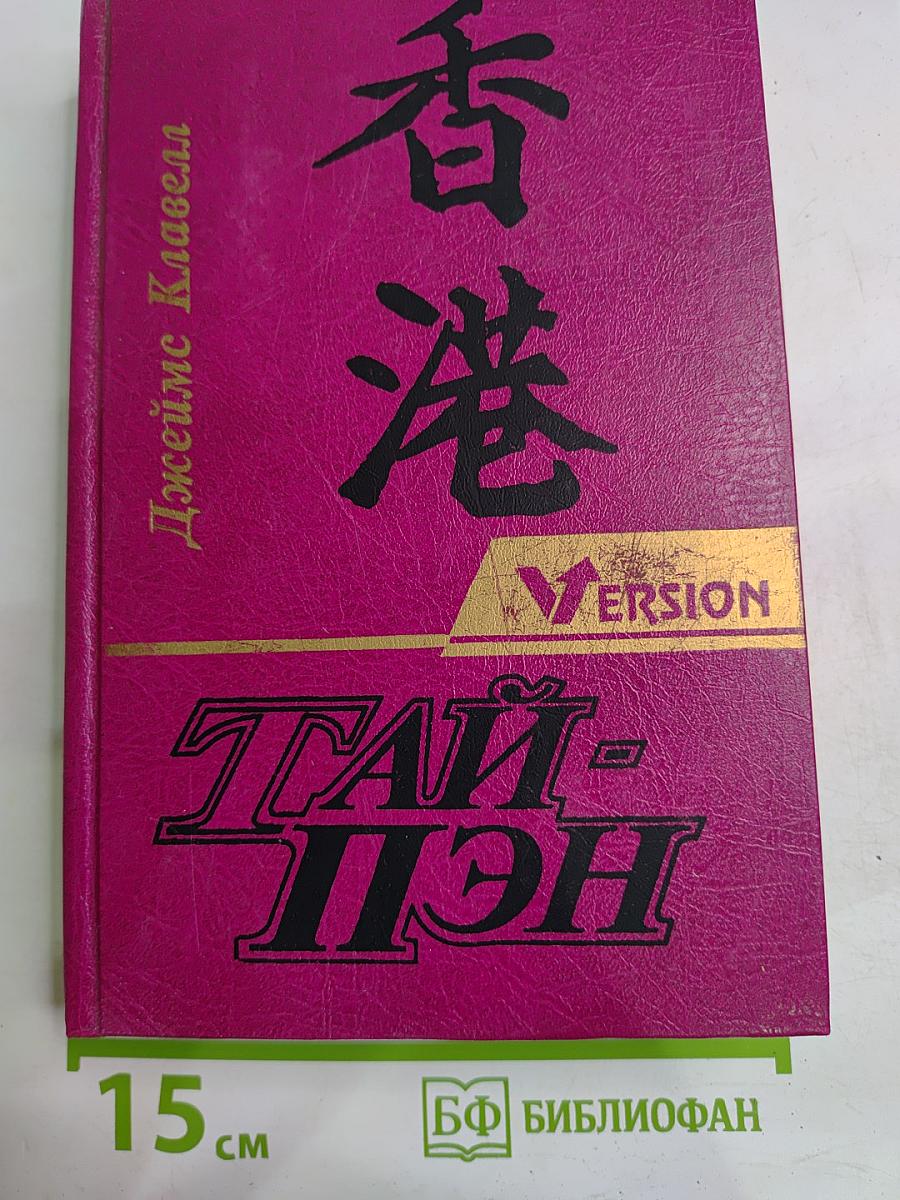 Джеймс Клавелл
香
港
VERSION
ТАЙ-
ПЭН
15 см
БФ БИБЛИОФАН